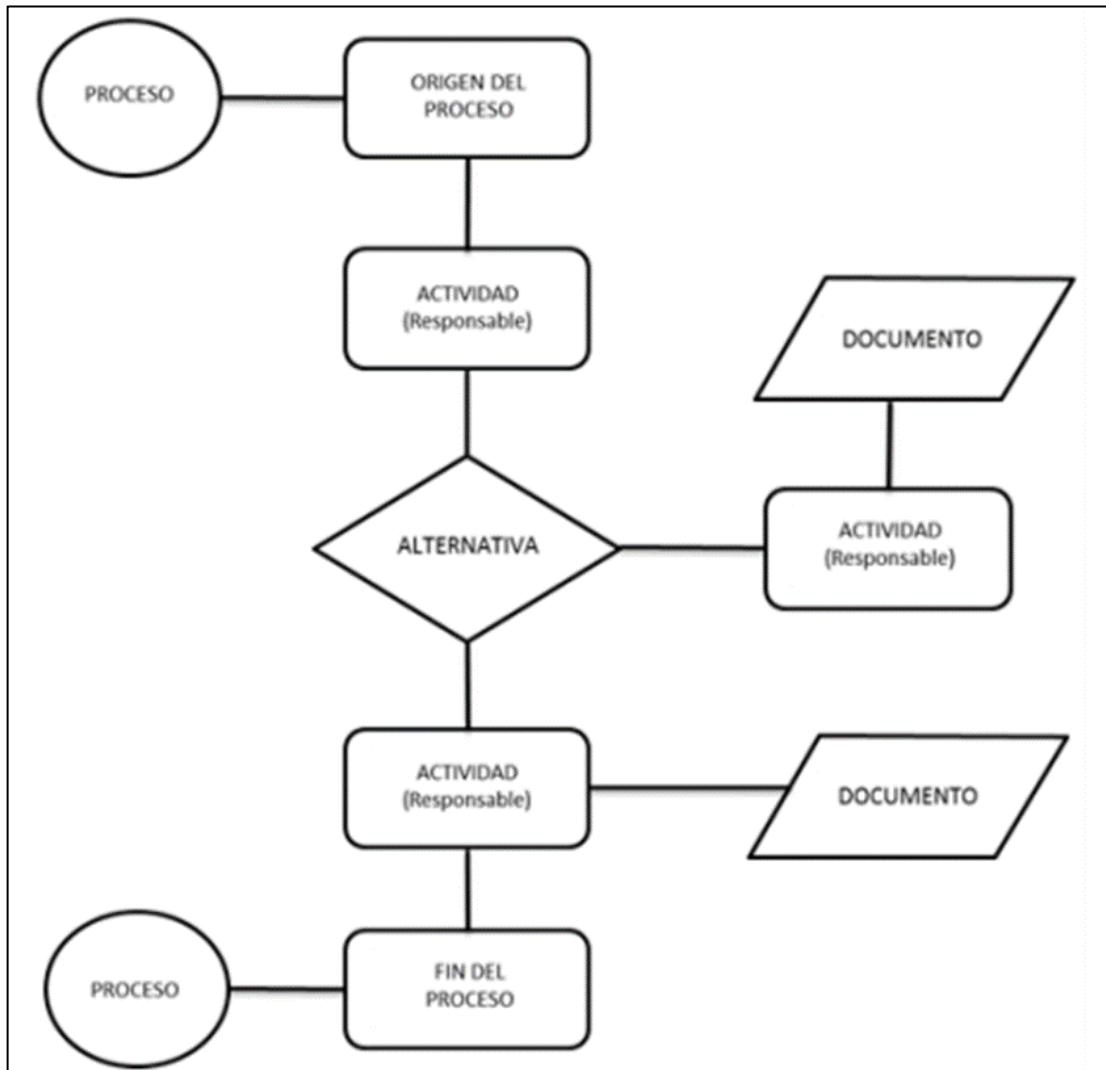 PROCESO
ORIGEN DEL
PROCESO
ACTIVIDAD
(Responsable)
DOCUMENTO
ALTERNATIVA
ACTIVIDAD
(Responsable)
ACTIVIDAD
(Responsable)
DOCUMENTO
PROCESO
FIN DEL
PROCESO